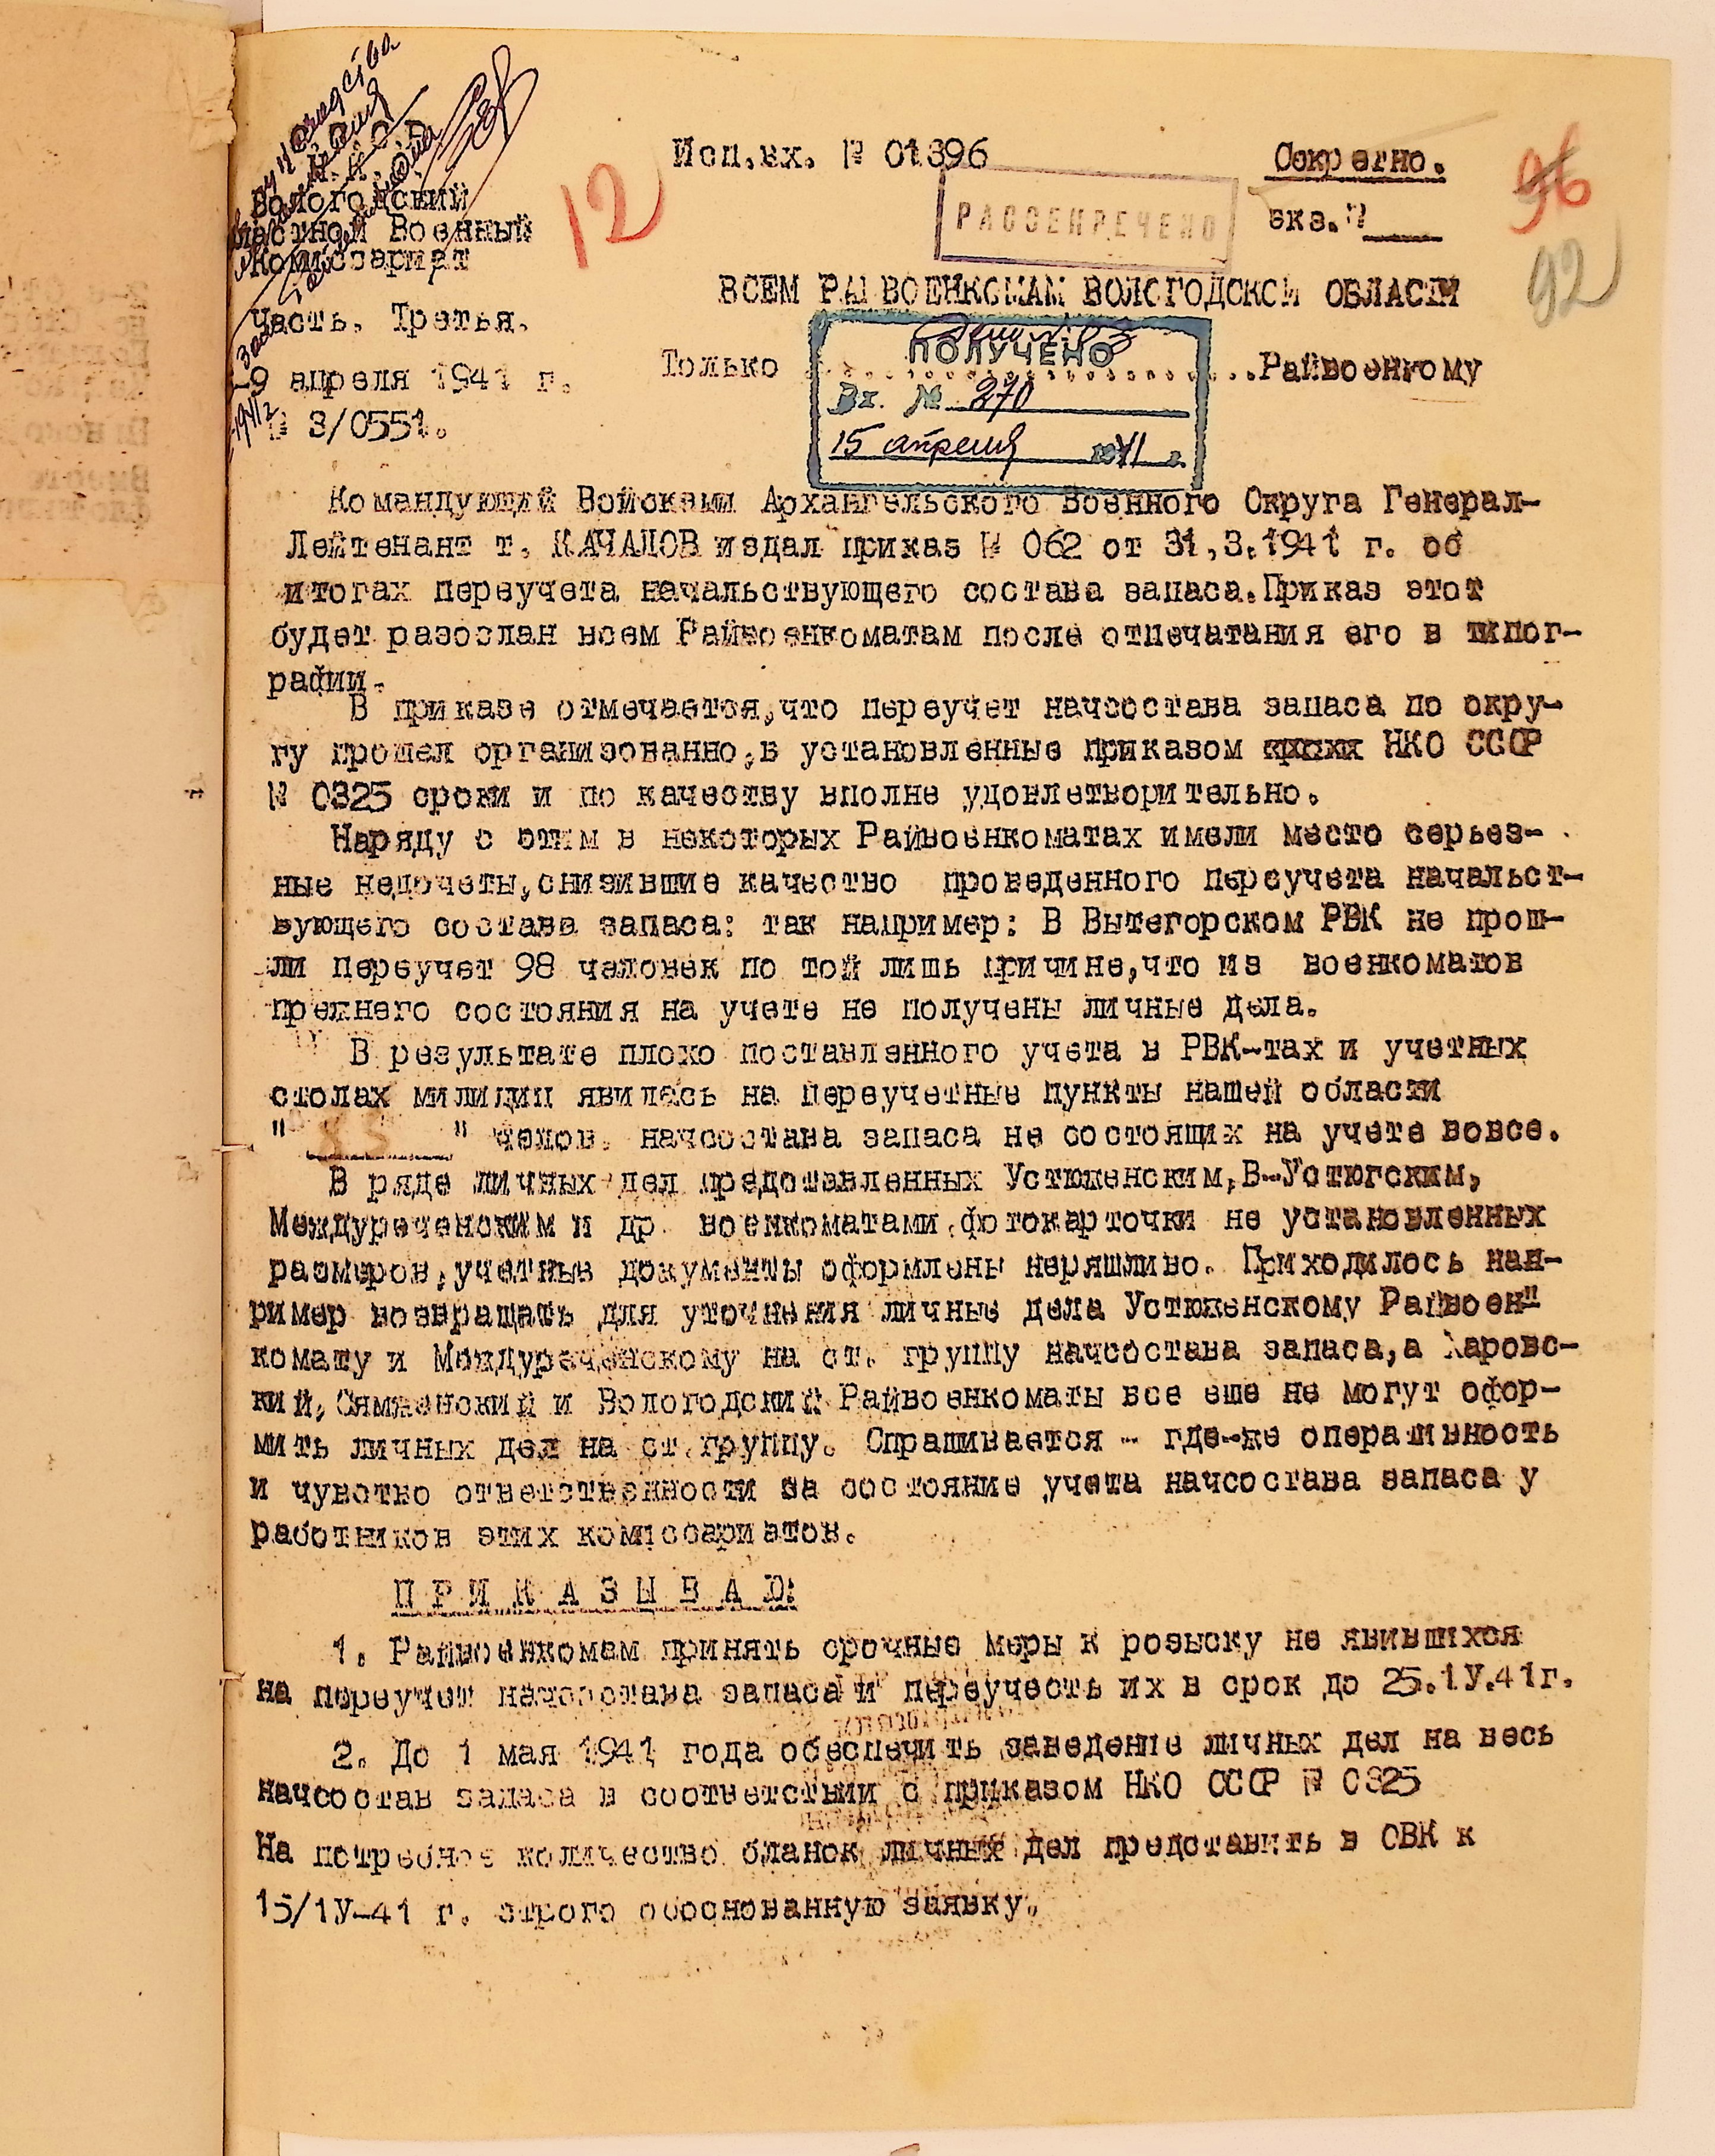 Исп.вх. № 01396
Секретно.
РАССЕКРЕЧЕНО
экз.№
12
96
92
Вологодский
Военный
Комиссариат
Часть. Третья.
9 апреля 1941 г.
№ 3/0551.
ВСЕМ РАЙВОЕНКОМАМ ВОЛОГОДСКОЙ ОБЛАСТИ
Только ..................Райвоенкому
ПОЛУЧЕНО
Вх. № 270
15 апреля 1941 г.
Командующий Войсками Архангельского Военного Округа Генерал-
Лейтенант т. КАЧАЛОВ издал приказ № 062 от 31.3.1941 г. об
итогах переучета начальствующего состава запаса.Приказ этот
будет разослан всем Райвоенкоматам после отпечатания его в типог-
рафии.
В приказе отмечается,что переучет начсостава запаса по окру-
гу прошел организованно,в установленные приказом НКО СССР
№ 0325 сроки и по качеству вполне удовлетворительно.
Наряду с этим в некоторых Райвоенкоматах имели место серьез-
ные недочеты,снизившие качество проведенного переучета начальст-
вующего состава запаса: так например: В Вытегорском РВК не прош-
ли переучет 98 человек по той лишь причине,что из военкоматов
прежнего состояния на учете не получены личные дела.
В результате плохо поставленного учета в РВК-тах и учетных
столах милиции явилась на переучетные пункты нашей области
" " челов. начсостава запаса не состоящих на учете вовсе.
В ряде личных дел представленных Устюженским,В-Устюгским,
Междуреченским и др. военкоматами,фотокарточки не установленных
размеров,учетные документы оформлены неряшливо. Приходилось нап-
ример возвращать для уточнения личные дела Устюженскому Райвоен"
комату и Междуреченскому на ст. группу начсостава запаса,а Харовс-
кий,Сямженский и Вологодский Райвоенкоматы все еще не могут офор-
мить личных дел на ст.группу. Спрашивается - где-же оперативность
и чувство ответственности за состояние учета начсостава запаса у
работников этих комиссариатов.
П Р И К А З Ы В А Ю:
1. Райвоенкомам принять срочные меры к розыску не явившихся
на переучет начсостава запаса и переучесть их в срок до 25.1У.41г.
2. До 1 мая 1941 года обеспечить заведение личных дел на весь
начсостав запаса в соответствии с приказом НКО СССР № 0325
На потребное количество бланок личных дел представить в ОВК к
15/1У-41 г. строго обоснованную заявку.